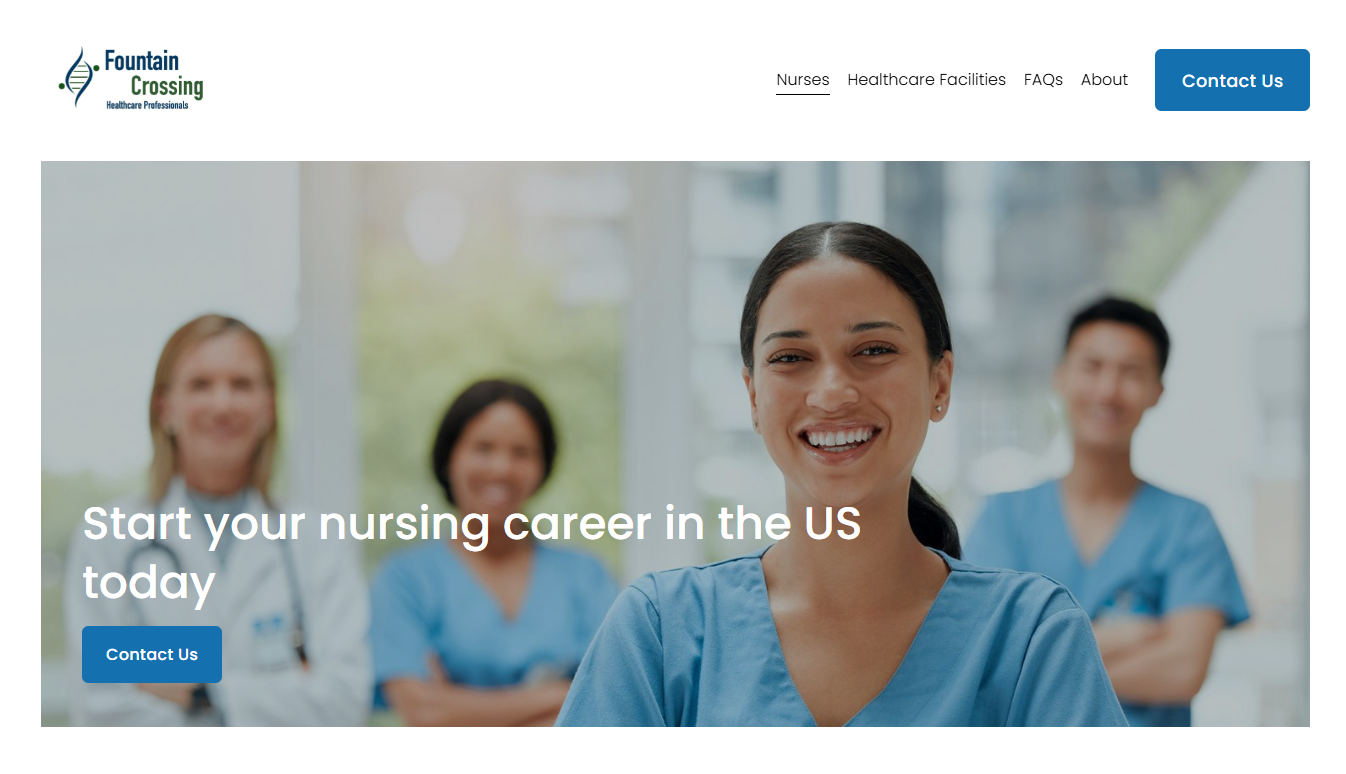 Fountain
Crossing
Healthcare Professionals
Nurses Healthcare Facilities FAQs About Contact Us
Start your nursing career in the US
today
Contact Us